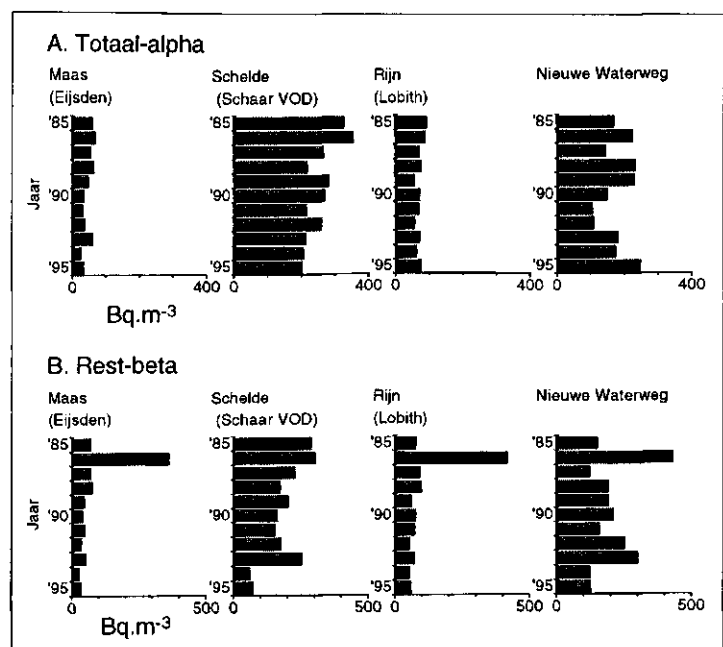 A. Totaal-alpha
Maas Schelde Rijn Nieuwe Waterweg
(Eijsden) (Schaar VOD) (Lobith)
'85 '85 '85 '85
Jaar
'90 '90 '90 '90
'95 '95 '95 '95
0 400 0 400 0 400 0 400
Bq.m-3
B. Rest-beta
Maas Schelde Rijn Nieuwe Waterweg
(Eijsden) (Schaar VOD) (Lobith)
'85 '85 '85 '85
Jaar
'90 '90 '90 '90
'95 '95 '95 '95
0 500 0 500 0 500 0 500
Bq.m-3